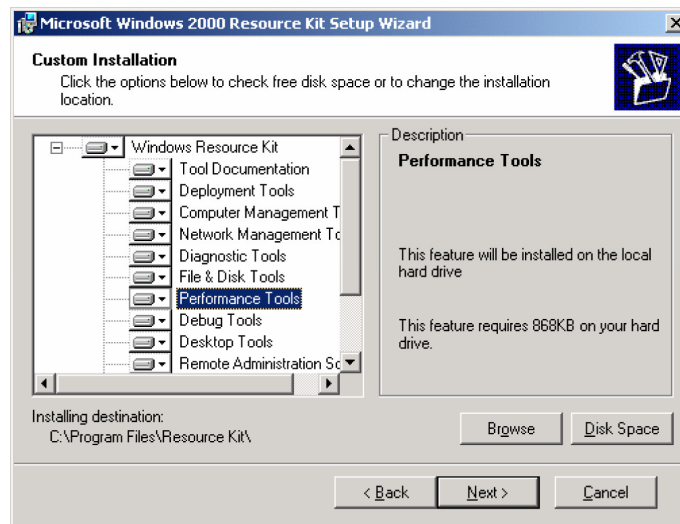 Microsoft Windows 2000 Resource Kit Setup Wizard
Custom Installation
Click the options below to check free disk space or to change the installation
location.
Windows Resource Kit
Tool Documentation
Deployment Tools
Computer Management T
Network Management Tc
Diagnostic Tools
File & Disk Tools
Performance Tools
Debug Tools
Desktop Tools
Remote Administration Sc
Description
Performance Tools
This feature will be installed on the local
hard drive
This feature requires 868KB on your hard
drive.
Installing destination:
C:\Program Files\Resource Kit\
Browse
Disk Space
< Back
Next >
Cancel